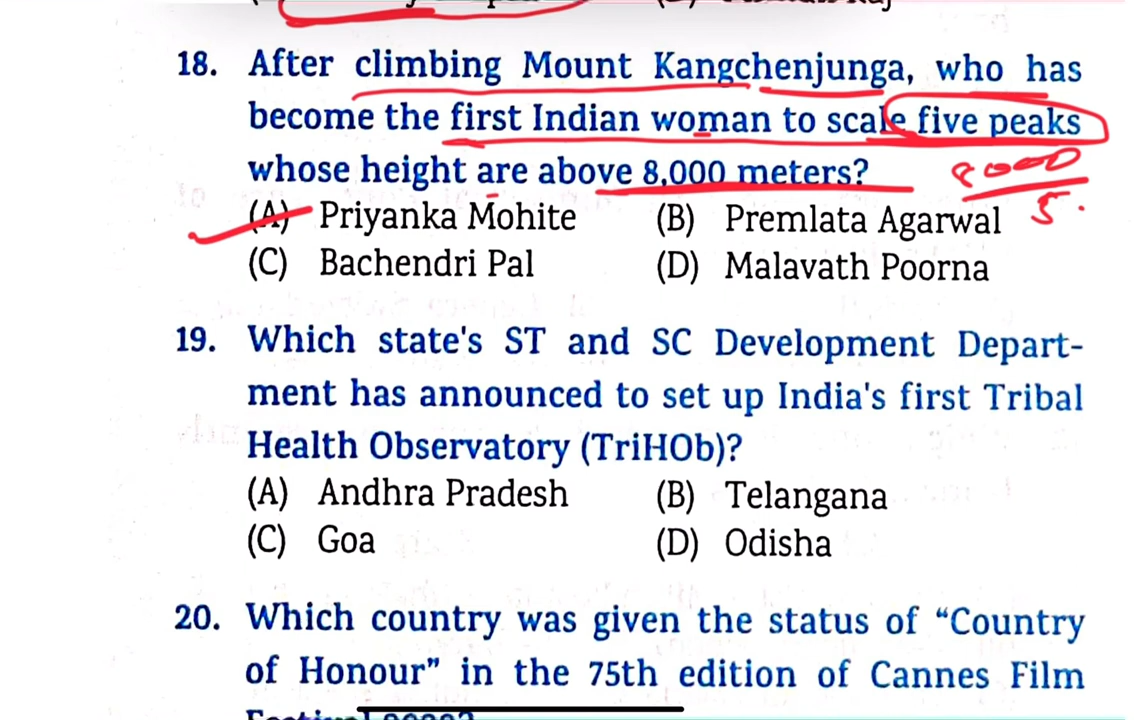 18. After climbing Mount Kangchenjunga, who has
become the first Indian woman to scale five peaks
whose height are above 8,000 meters?
8000
5.
(A) Priyanka Mohite (B) Premlata Agarwal
(C) Bachendri Pal (D) Malavath Poorna
19. Which state's ST and SC Development Depart-
ment has announced to set up India's first Tribal
Health Observatory (TriHOb)?
(A) Andhra Pradesh (B) Telangana
(C) Goa (D) Odisha
20. Which country was given the status of “Country
of Honour” in the 75th edition of Cannes Film